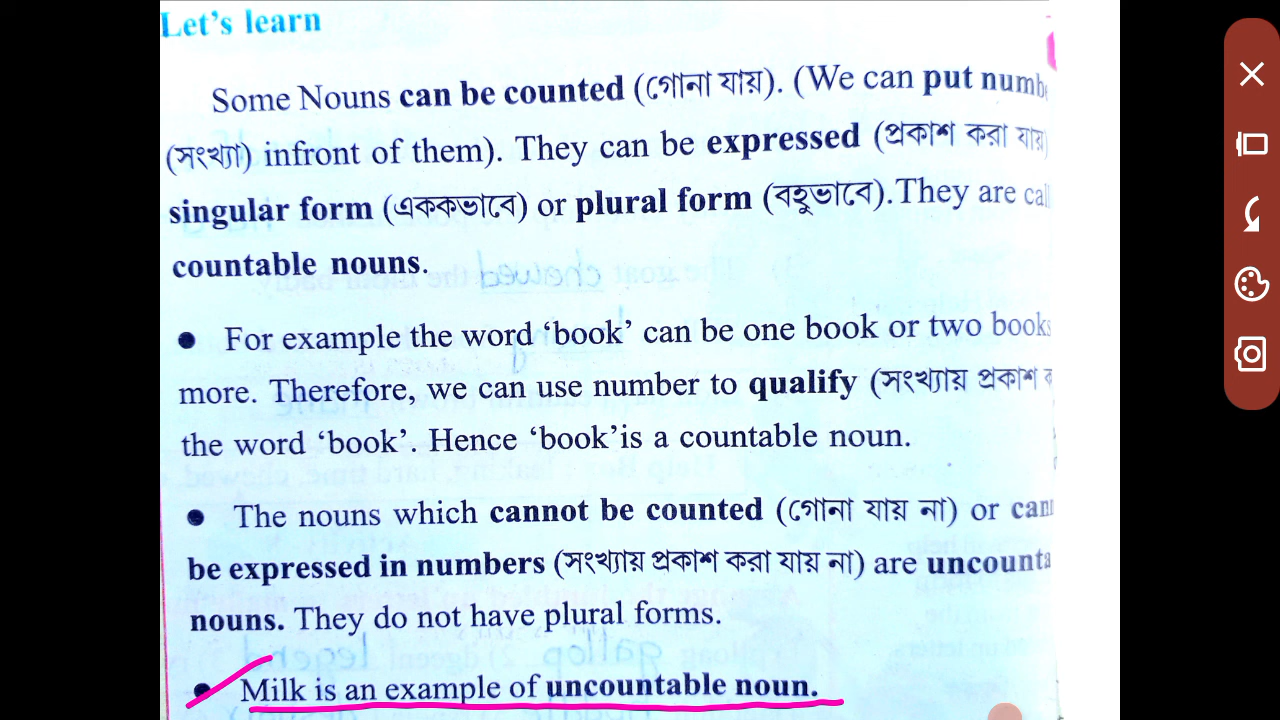 Let's learn
Some Nouns can be counted (গোনা যায়). (We can put numb
(সংখ্যা) infront of them). They can be expressed (প্রকাশ করা যায়)
singular form (এককভাবে) or plural form (বহুভাবে).They are cal
countable nouns.
● For example the word ‘book’ can be one book or two books
more. Therefore, we can use number to qualify (সংখ্যায় প্রকাশ ক
the word ‘book’. Hence ‘book’is a countable noun.
● The nouns which cannot be counted (গোনা যায় না) or can
be expressed in numbers (সংখ্যায় প্রকাশ করা যায় না) are uncounta
nouns. They do not have plural forms.
● Milk is an example of uncountable noun.